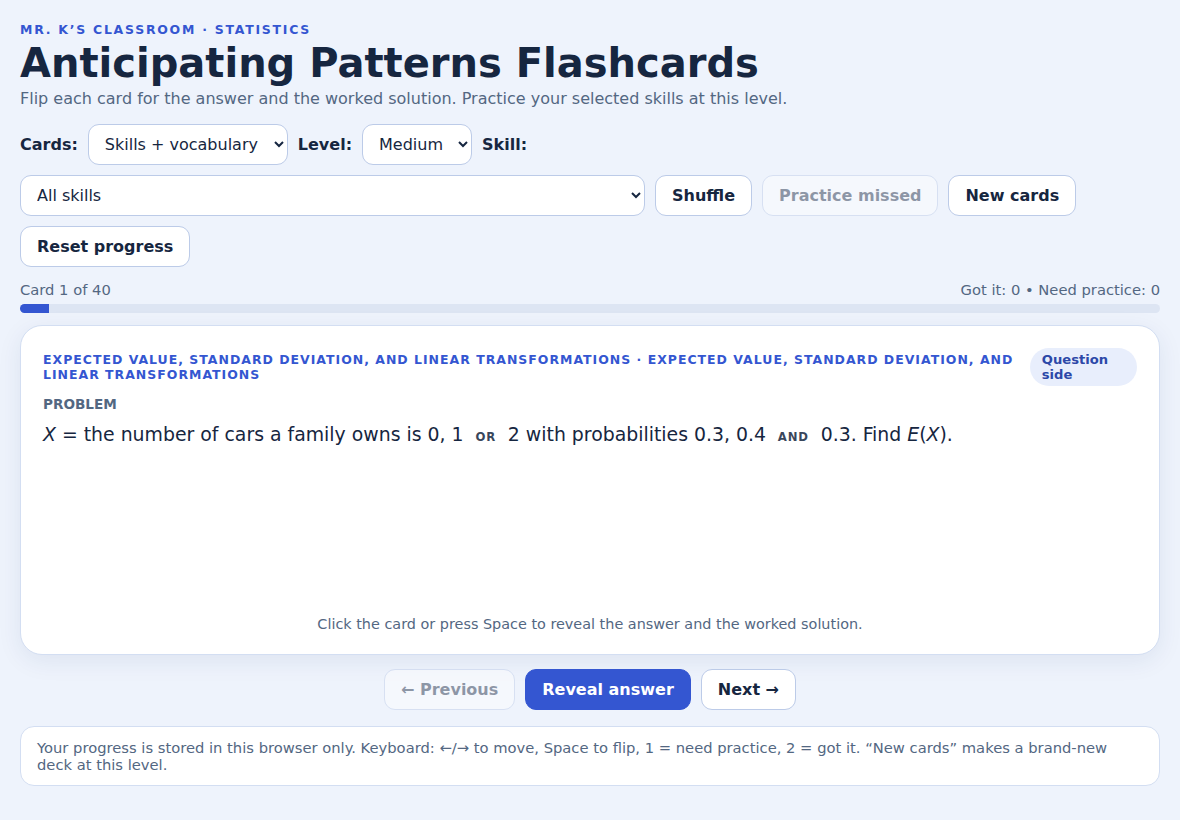 MR. K’S CLASSROOM · STATISTICS
Anticipating Patterns Flashcards
Flip each card for the answer and the worked solution. Practice your selected skills at this level.
Cards: Skills + vocabulary Level: Medium Skill:
All skills Shuffle Practice missed New cards
Reset progress
Card 1 of 40 Got it: 0 • Need practice: 0
EXPECTED VALUE, STANDARD DEVIATION, AND LINEAR TRANSFORMATIONS · EXPECTED VALUE, STANDARD DEVIATION, AND
LINEAR TRANSFORMATIONS
Question
side
PROBLEM
X = the number of cars a family owns is 0, 1 OR 2 with probabilities 0.3, 0.4 AND 0.3. Find E(X).
Click the card or press Space to reveal the answer and the worked solution.
← Previous Reveal answer Next →
Your progress is stored in this browser only. Keyboard: ←/→ to move, Space to flip, 1 = need practice, 2 = got it. “New cards” makes a brand-new
deck at this level.